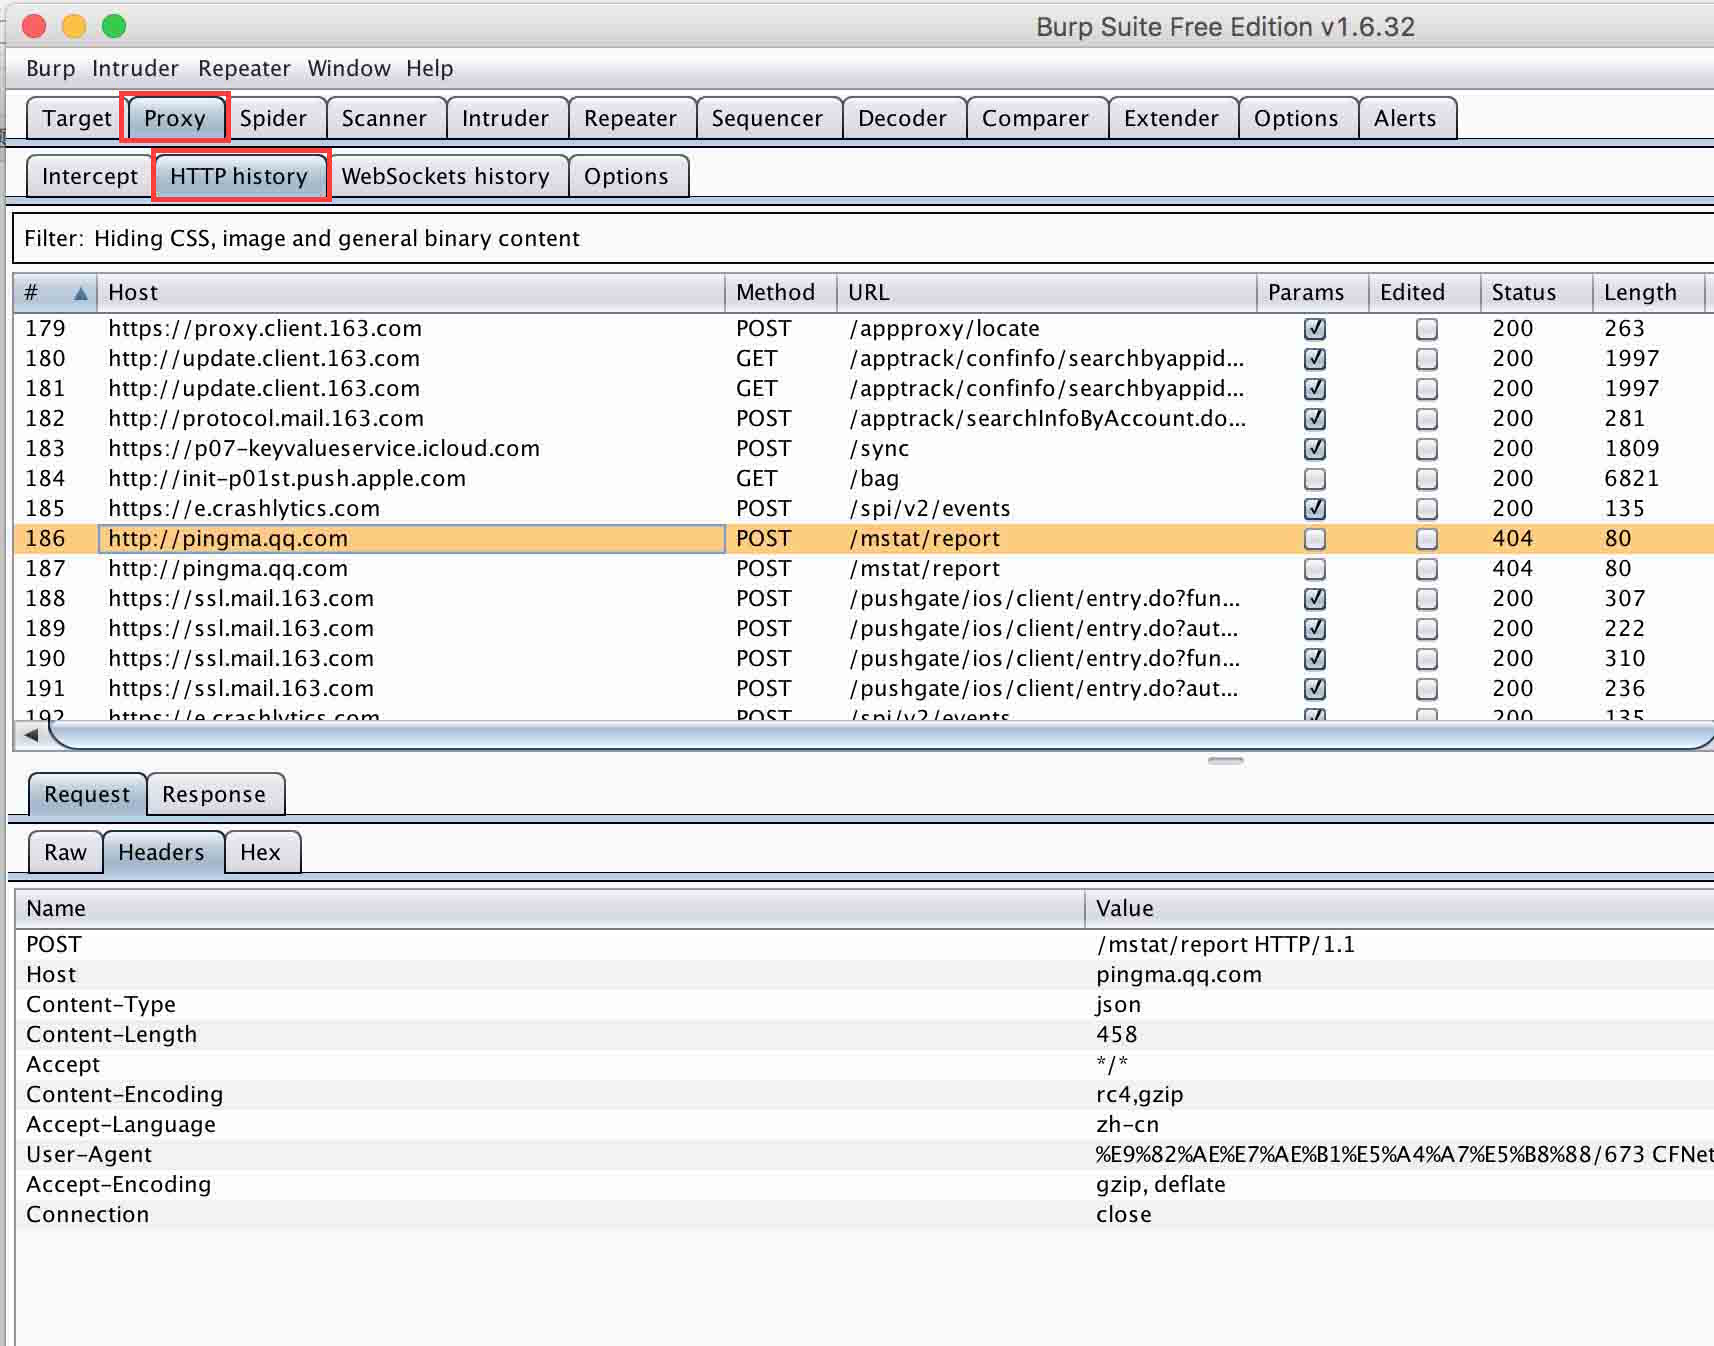 Burp Suite Free Edition v1.6.32
Burp Intruder Repeater Window Help
Target Proxy Spider Scanner Intruder Repeater Sequencer Decoder Comparer Extender Options Alerts
Intercept HTTP history WebSockets history Options
Filter: Hiding CSS, image and general binary content
# Host Method URL Params Edited Status Length
179 https://proxy.client.163.com POST /appproxy/locate 200 263
180 http://update.client.163.com GET /apptrack/confinfo/searchbyappid... 200 1997
181 http://update.client.163.com GET /apptrack/confinfo/searchbyappid... 200 1997
182 http://protocol.mail.163.com POST /apptrack/searchInfoByAccount.do... 200 281
183 https://p07-keyvalueservice.icloud.com POST /sync 200 1809
184 http://init-p01st.push.apple.com GET /bag 200 6821
185 https://e.crashlytics.com POST /spi/v2/events 200 135
186 http://pingma.qq.com POST /mstat/report 404 80
187 http://pingma.qq.com POST /mstat/report 404 80
188 https://ssl.mail.163.com POST /pushgate/ios/client/entry.do?fun... 200 307
189 https://ssl.mail.163.com POST /pushgate/ios/client/entry.do?aut... 200 222
190 https://ssl.mail.163.com POST /pushgate/ios/client/entry.do?fun... 200 310
191 https://ssl.mail.163.com POST /pushgate/ios/client/entry.do?aut... 200 236
192 https://e.crashlytics.com POST /spi/v2/events 200 135
Request Response
Raw Headers Hex
Name Value
POST /mstat/report HTTP/1.1
Host pingma.qq.com
Content-Type json
Content-Length 458
Accept */*
Content-Encoding rc4,gzip
Accept-Language zh-cn
User-Agent %E9%82%AE%E7%AE%B1%E5%A4%A7%E5%B8%88/673 CFNet
Accept-Encoding gzip, deflate
Connection close